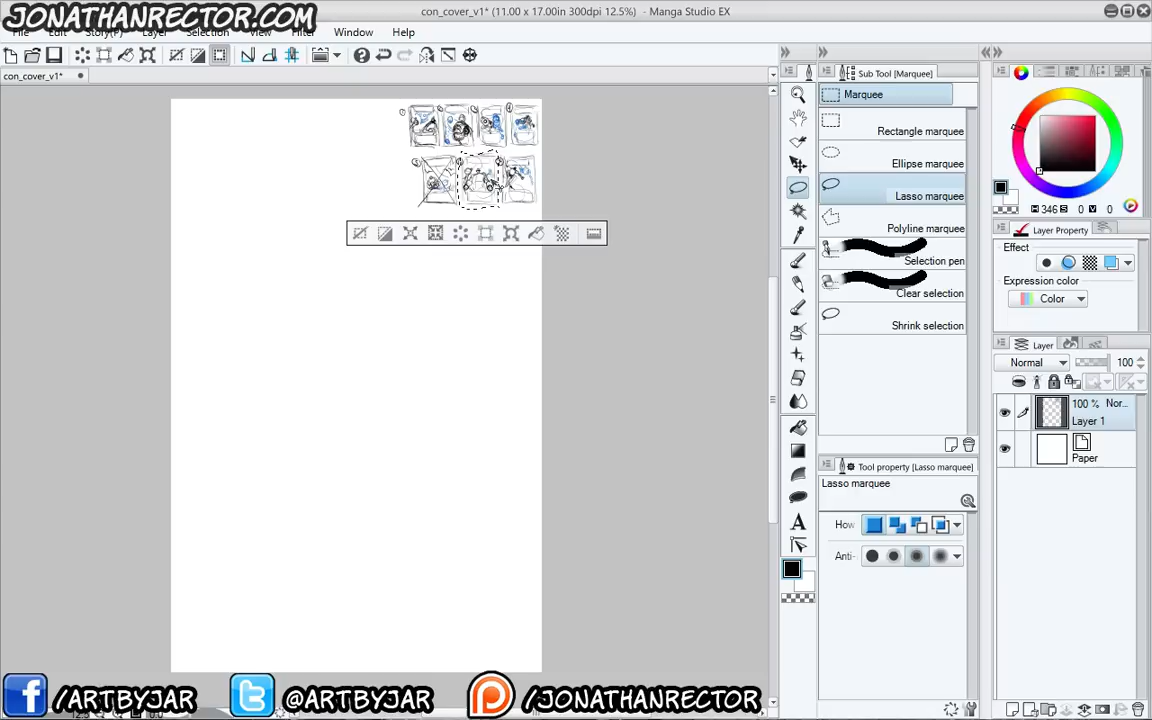 JONATHANRECTOR.COM
con_cover_v1* (11.00 x 17.00in 300dpi 12.5%) - Manga Studio EX
File Edit Story(P) Layer Selection View Filter Window Help
con_cover_v1*
Sub Tool [Marquee]
Marquee
Rectangle marquee
Ellipse marquee
Lasso marquee
Polyline marquee
Selection pen
Clear selection
Shrink selection
Tool property [Lasso marquee]
Lasso marquee
How
Anti-
H 346 S 0 V 0
Layer Property
Effect
Expression color
Color
Layer
Normal 100
100 % Nor...
Layer 1
Paper
/ARTBYJAR @ARTBYJAR /JONATHANRECTOR